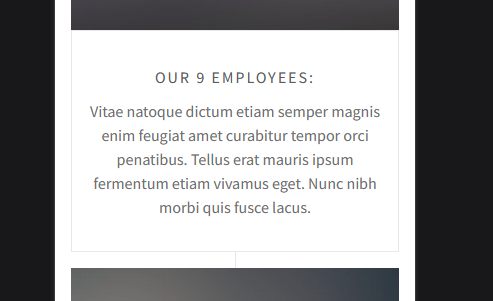 OUR 9 EMPLOYEES:
Vitae natoque dictum etiam semper magnis
enim feugiat amet curabitur tempor orci
penatibus. Tellus erat mauris ipsum
fermentum etiam vivamus eget. Nunc nibh
morbi quis fusce lacus.